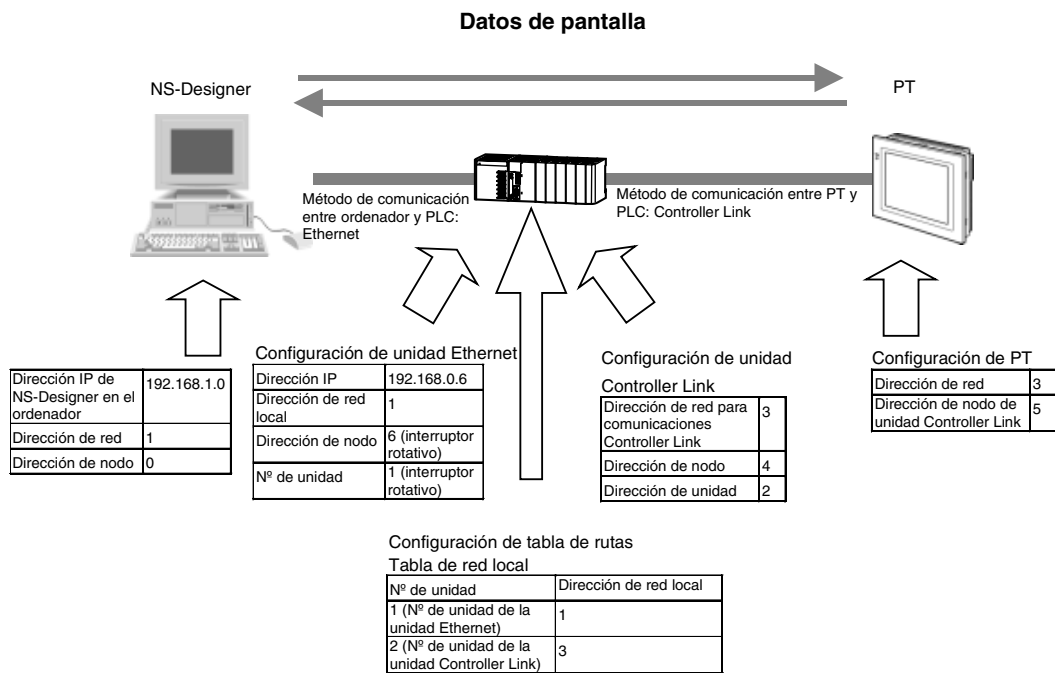 Datos de pantalla
NS-Designer
PT
Método de comunicación
entre ordenador y PLC:
Ethernet
Método de comunicación entre PT y
PLC: Controller Link
Dirección IP de
NS-Designer en el
ordenador
192.168.1.0
Dirección de red
1
Dirección de nodo
0
Configuración de unidad Ethernet
Dirección IP
192.168.0.6
Dirección de red
local
1
Dirección de nodo
6 (interruptor
rotativo)
Nº de unidad
1 (interruptor
rotativo)
Configuración de unidad
Controller Link
Dirección de red para
comunicaciones
Controller Link
3
Dirección de nodo
4
Dirección de unidad
2
Configuración de PT
Dirección de red
3
Dirección de nodo de
unidad Controller Link
5
Configuración de tabla de rutas
Tabla de red local
Nº de unidad
Dirección de red local
1 (Nº de unidad de la
unidad Ethernet)
1
2 (Nº de unidad de la
unidad Controller Link)
3